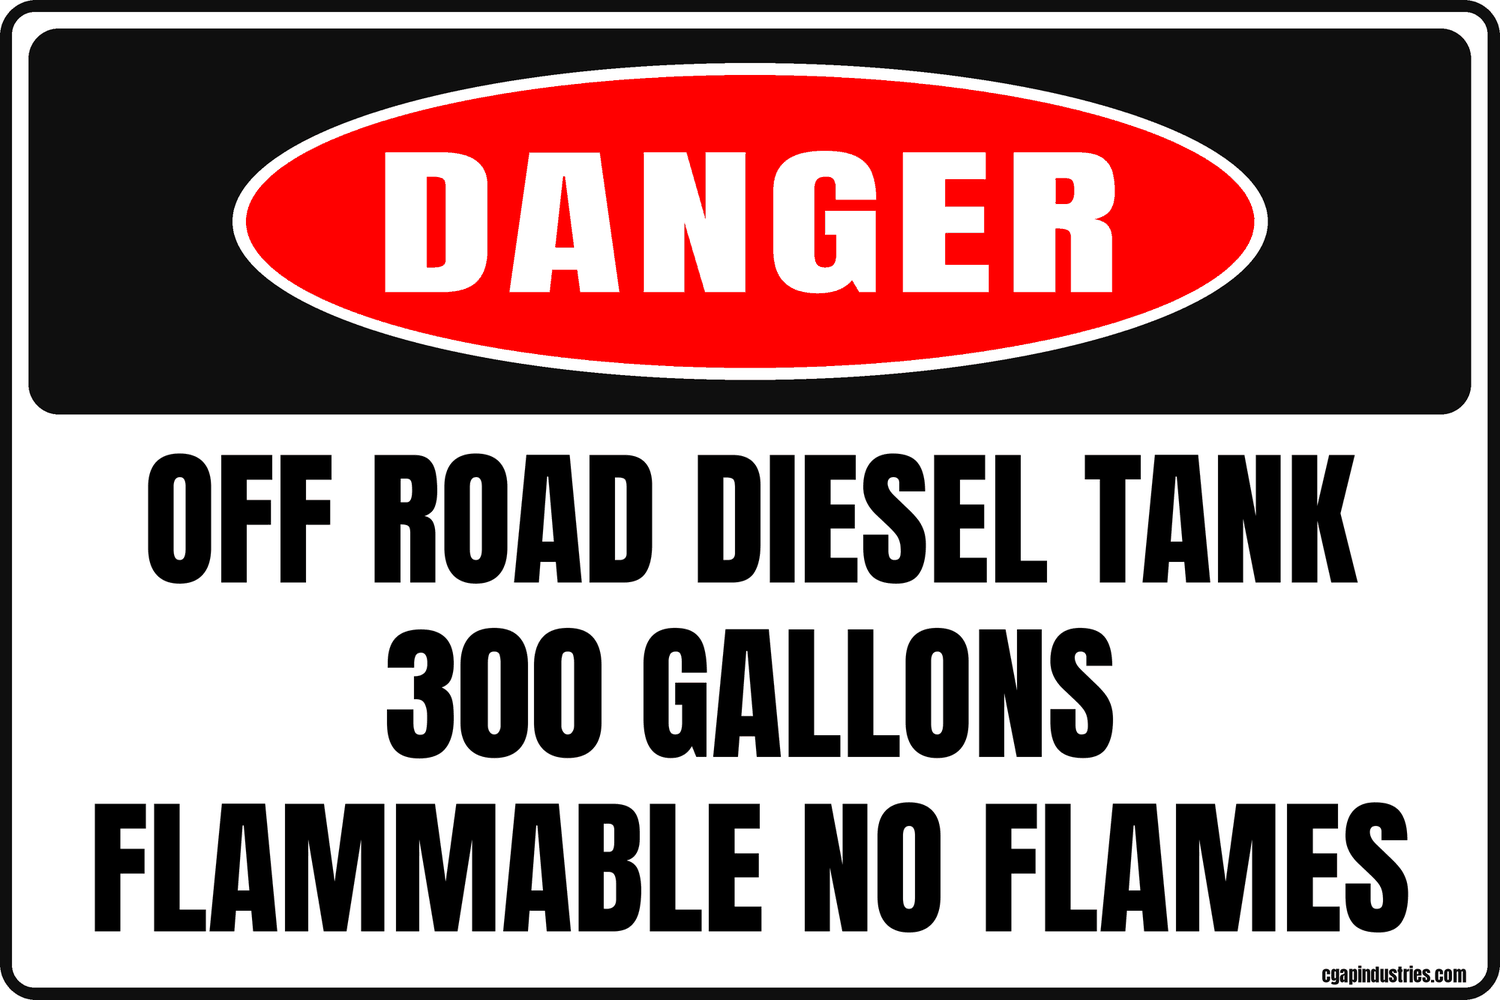 DANGER
OFF ROAD DIESEL TANK
300 GALLONS
FLAMMABLE NO FLAMES
cgapindustries.com